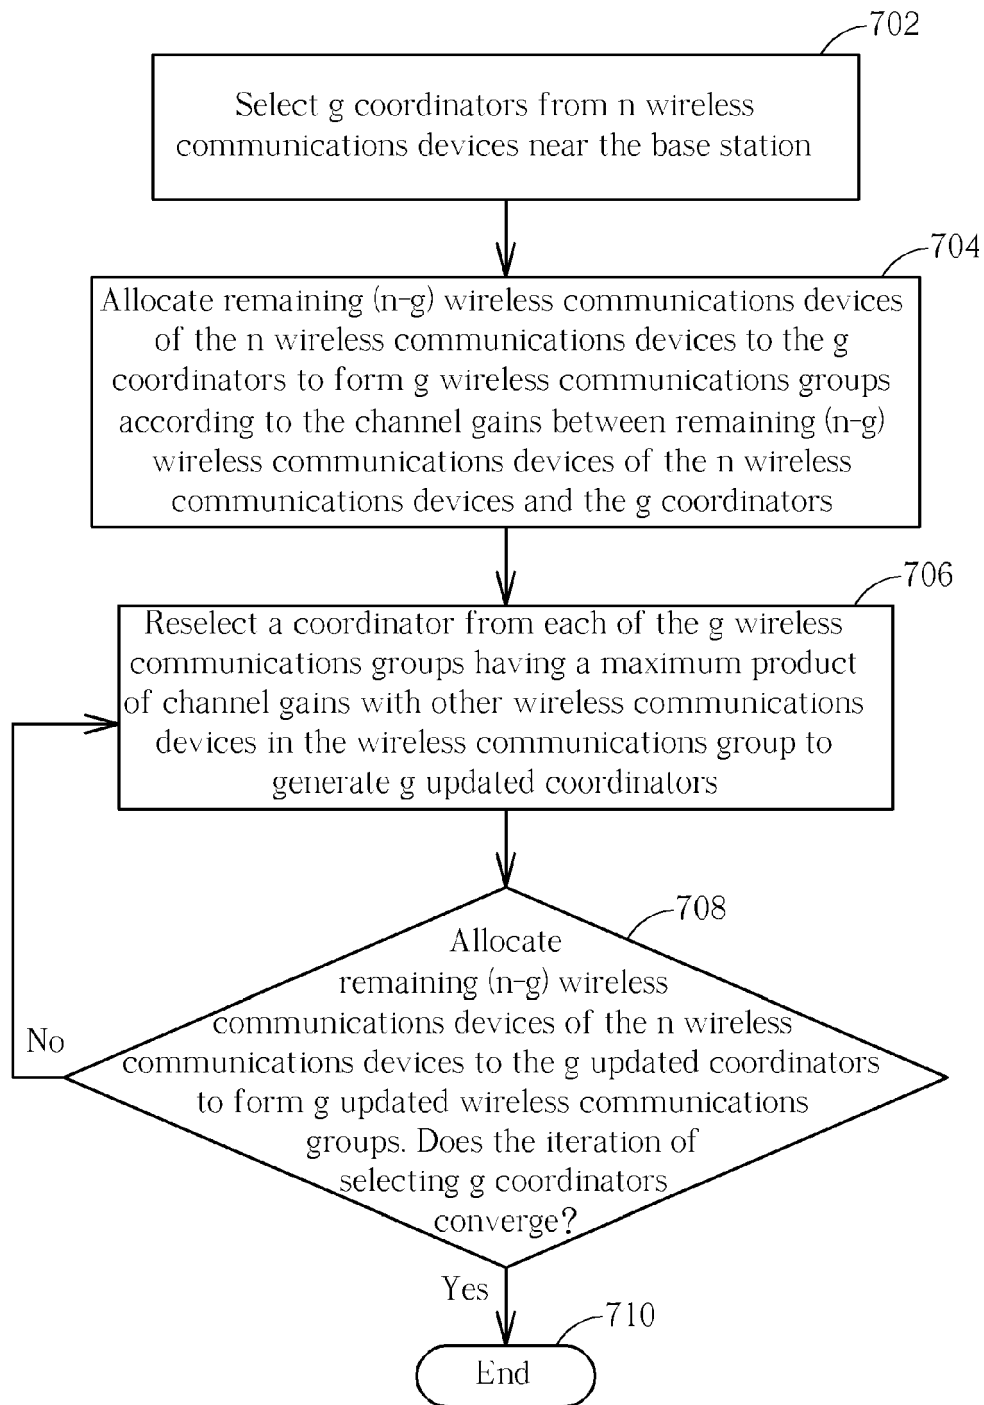 702
Select g coordinators from n wireless
communications devices near the base station
704
Allocate remaining (n-g) wireless communications devices
of the n wireless communications devices to the g
coordinators to form g wireless communications groups
according to the channel gains between remaining (n-g)
wireless communications devices of the n wireless
communications devices and the g coordinators
706
Reselect a coordinator from each of the g wireless
communications groups having a maximum product
of channel gains with other wireless communications
devices in the wireless communications group to
generate g updated coordinators
708
Allocate
remaining (n-g) wireless
communications devices of the n wireless
communications devices to the g updated coordinators
to form g updated wireless communications
groups. Does the iteration of
selecting g coordinators
converge?
No
Yes
710
End